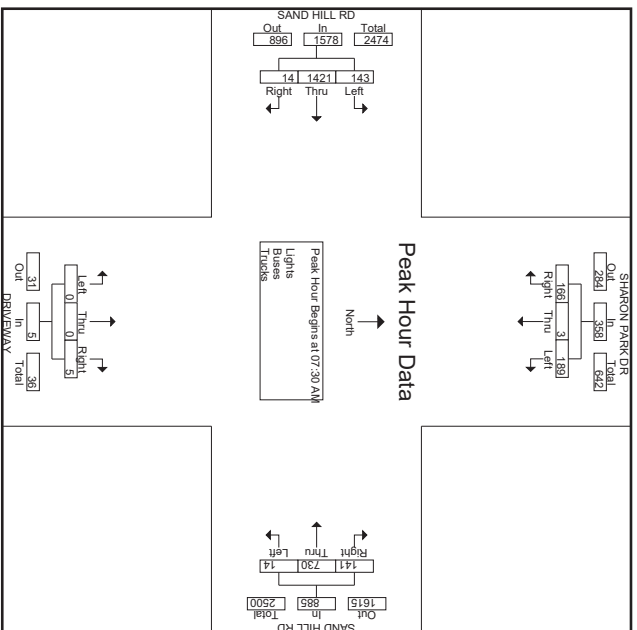 SAND HILL RD
Out In Total
896 1578 2474
14 1421 143
Right Thru Left
SHARON PARK DR
Out In Total
284 358 642
166 3 189
Right Thru Left
Peak Hour Data
North
Peak Hour Begins at 07:30 AM
Lights
Buses
Trucks
Left Thru Right
0 0 5
Out In Total
31 5 36
DRIVEWAY
Left Thru Right
14 730 141
Total In Out
2500 885 1615
SAND HILL RD